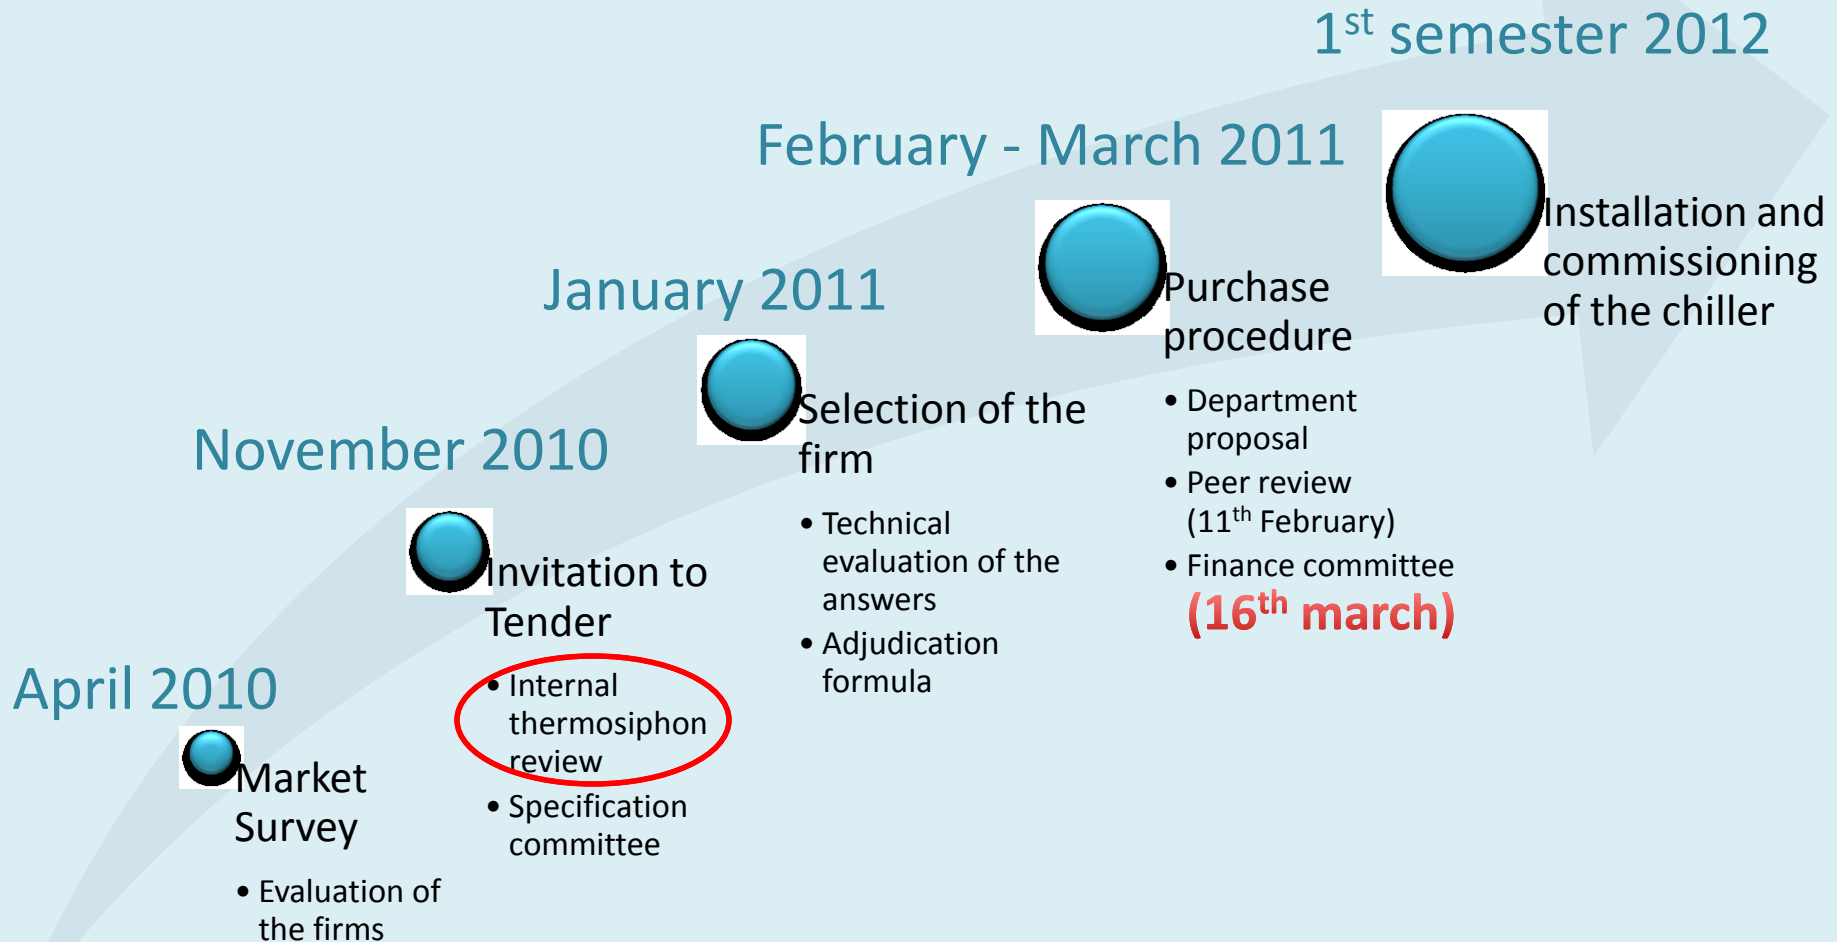 April 2010
Market
Survey
• Evaluation of
the firms
November 2010
Invitation to
Tender
• Internal
thermosiphon
review
• Specification
committee
January 2011
Selection of the
firm
• Technical
evaluation of the
answers
• Adjudication
formula
February - March 2011
Purchase
procedure
• Department
proposal
• Peer review
(11th February)
• Finance committee
(16th march)
1st semester 2012
Installation and
commissioning
of the chiller